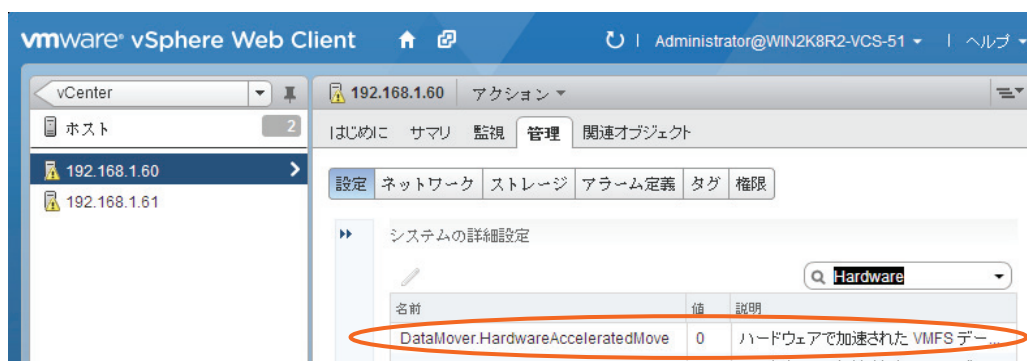 vmware® vSphere Web Client
Administrator@WIN2K8R2-VCS-51
ヘルプ
vCenter
ホスト 2
192.168.1.60
192.168.1.61
192.168.1.60 アクション
はじめに サマリ 監視 管理 関連オブジェクト
設定 ネットワーク ストレージ アラーム定義 タグ 権限
システムの詳細設定
Hardware
名前 値 説明
DataMover.HardwareAcceleratedMove 0 ハードウェアで加速された VMFS デー...